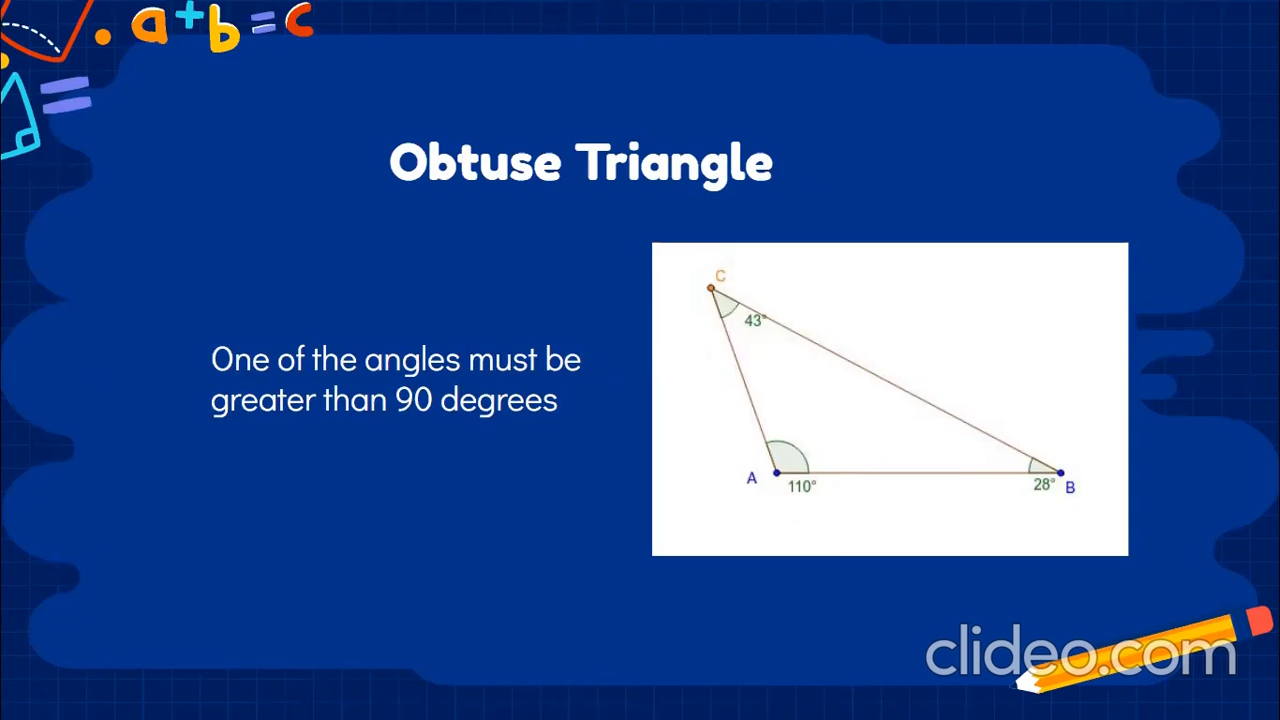 a+b=c
=
Obtuse Triangle
One of the angles must be
greater than 90 degrees
C
43°
A
110°
28°
B
clideo.com